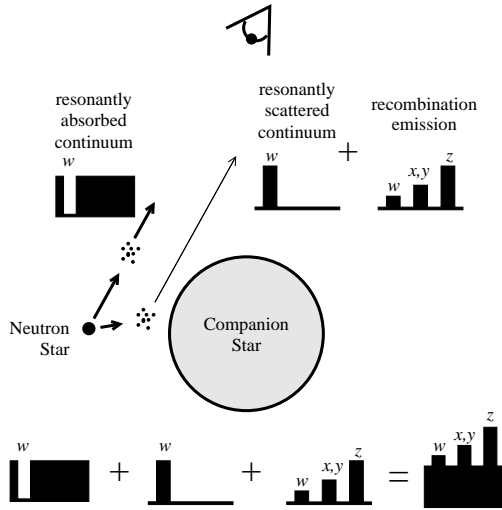 resonantly
absorbed
continuum
w
resonantly
scattered
continuum
w
+
recombination
emission
w
x,y
z
Neutron
Star
Companion
Star
w
+
w
+
w
x,y
z
=
w
x,y
z